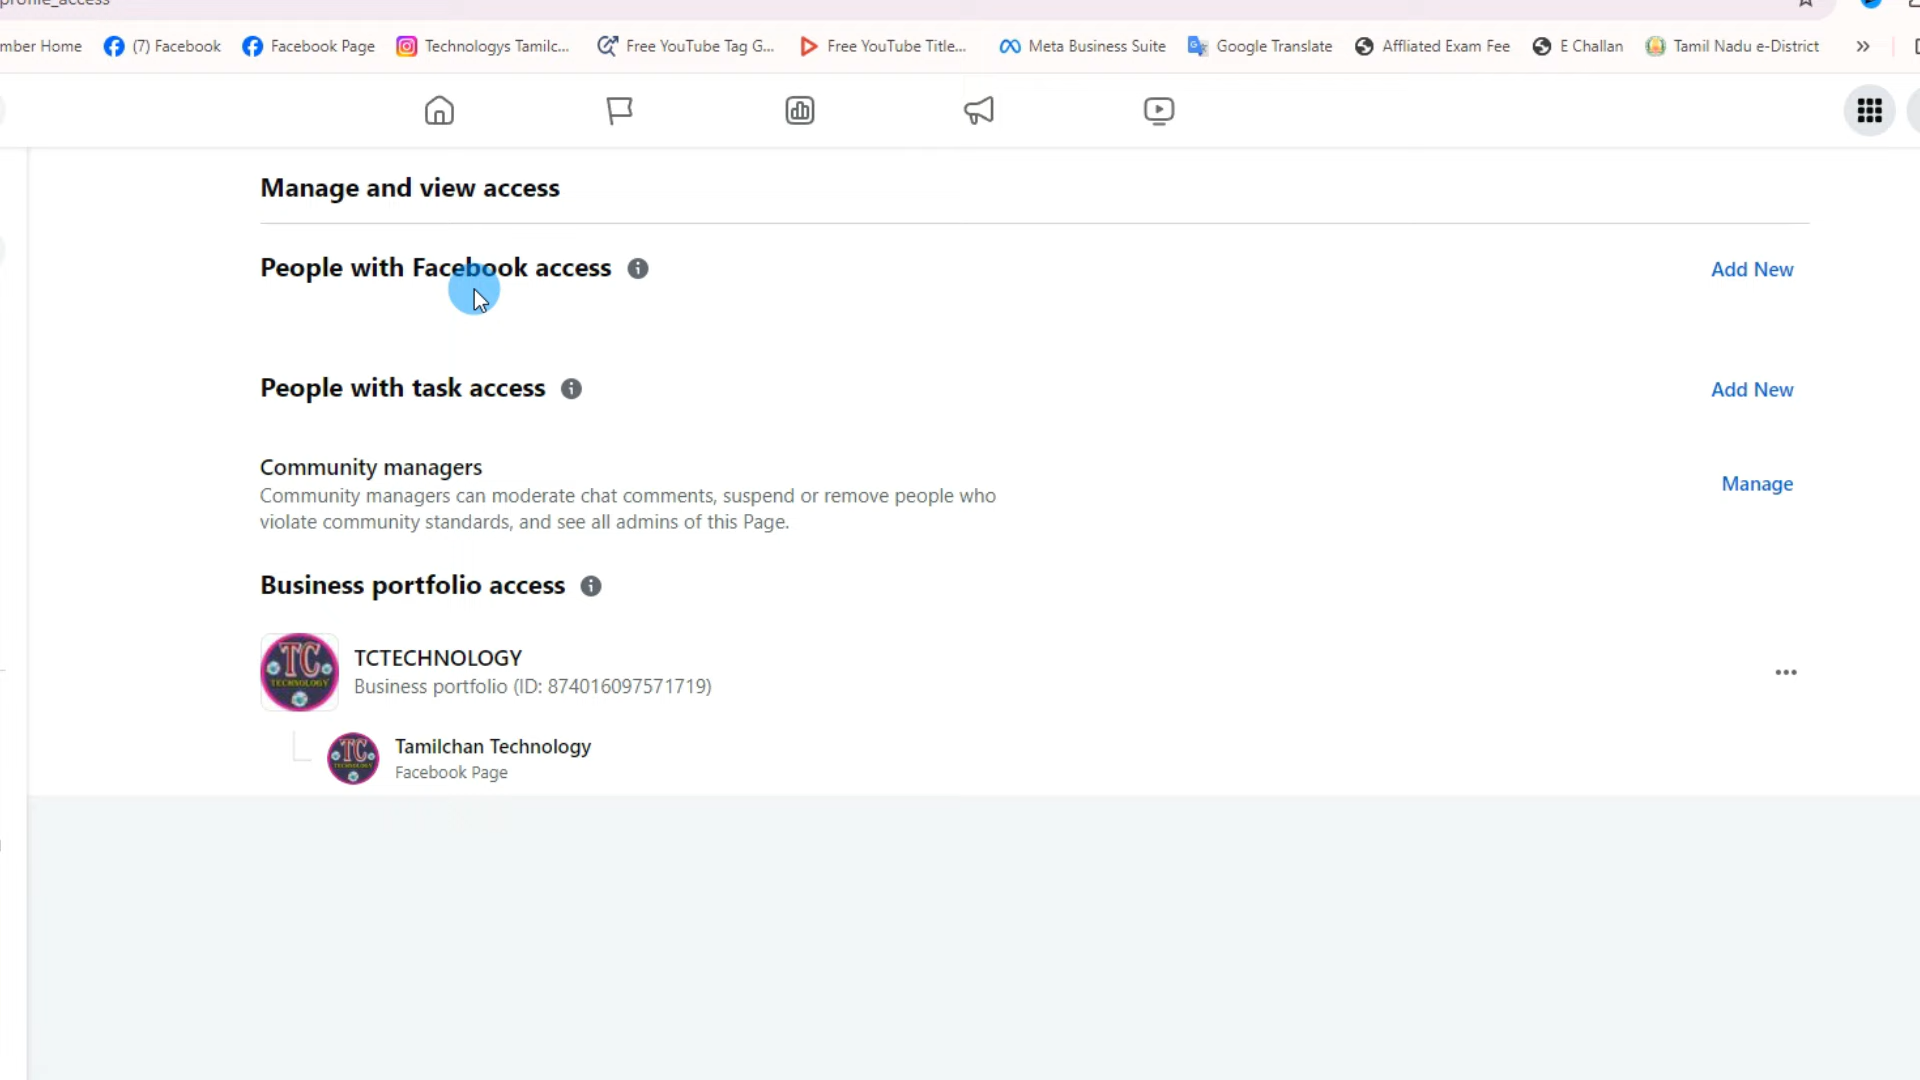 profile_access
mber Home
(7) Facebook
Facebook Page
Technologys Tamilc...
Free YouTube Tag G...
Free YouTube Title...
Meta Business Suite
Google Translate
Affliated Exam Fee
E Challan
Tamil Nadu e-District
»
Manage and view access
People with Facebook access
Add New
People with task access
Add New
Community managers
Community managers can moderate chat comments, suspend or remove people who
violate community standards, and see all admins of this Page.
Manage
Business portfolio access
TC
TECHNOLOGY
TCTECHNOLOGY
Business portfolio (ID: 874016097571719)
TC
Tamilchan Technology
Facebook Page